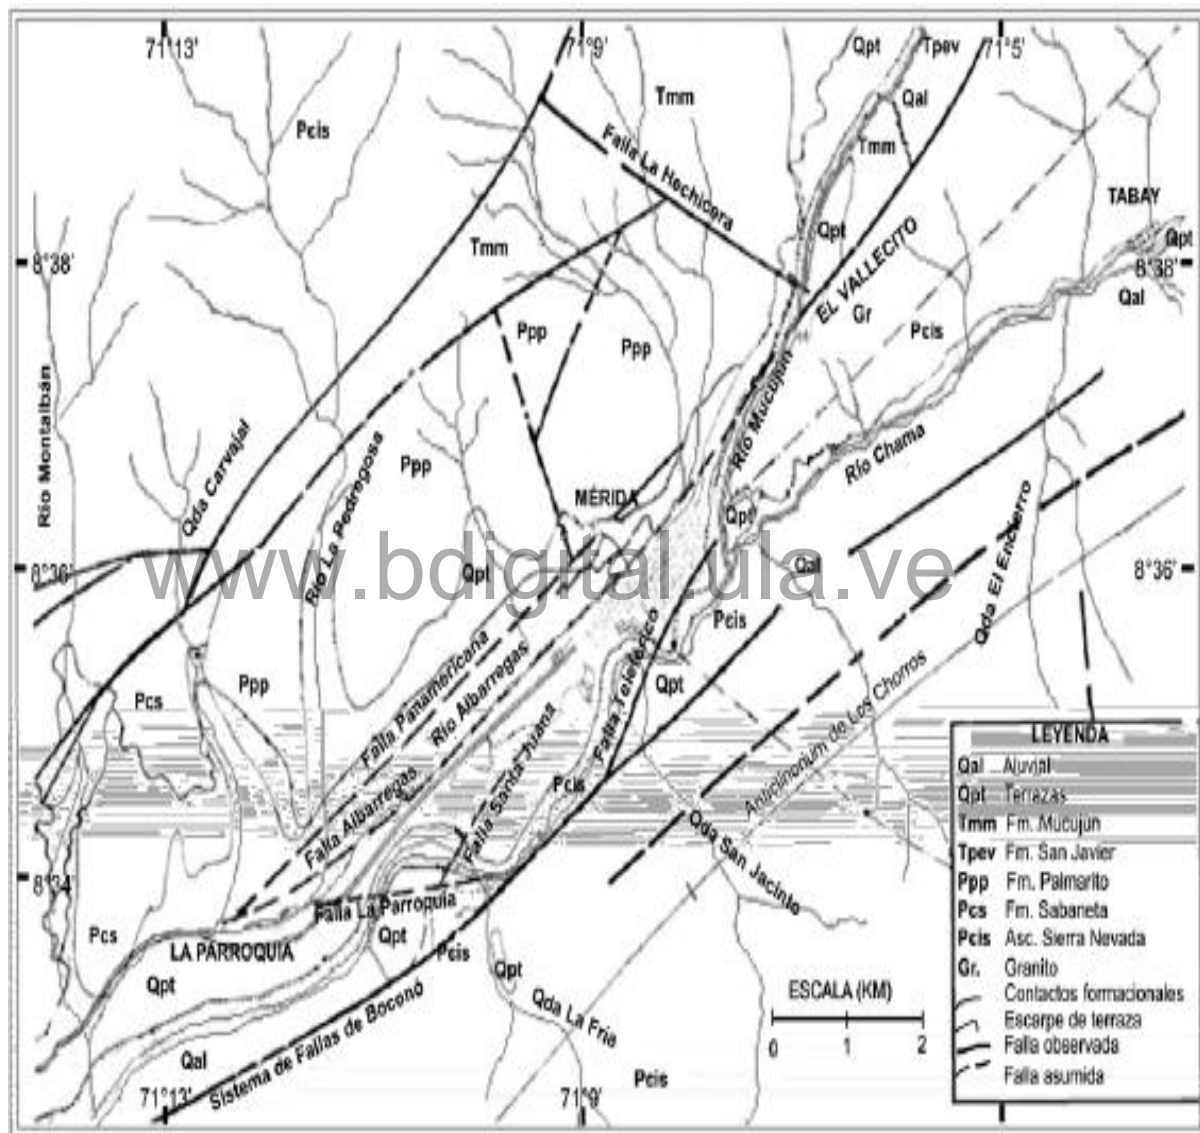 71°13'
71°9'
71°5'
Qpt
Tpev
Tmm
Qal
Pcis
Falla La Hechicera
Tmm
TABAY
Qpt
Qpt
Tmm
8°38'
8°38'
EL VALLECITO
Qal
Gr
Ppp
Pcis
Ppp
Río Montalbán
Río Mucujún
Qda Carvajal
Río La Pedregosa
Ppp
Río Chama
MÉRIDA
Qpt
Qda El Encierro
www.bdigital.ula.ve
8°36'
Qpt
Qal
8°36'
Pcis
Falla Panamericana
Río Albarregas
Falla Teleférico
Ppp
Qpt
Pcs
Anticlinorium de Los Chorros
Falla Santa Juana
Pcis
Falla Albarregas
Qda San Jacinto
8°34'
Falla La Parroquia
Pcs
LA PARROQUIA
Qpt
Pcis
Qpt
Qpt
Qda La Fria
Sistema de Fallas de Boconó
Qal
Pcis
71°13'
71°9'
ESCALA (KM)
0 1 2
LEYENDA
Qal Aluvial
Qpt Terrazas
Tmm Fm. Mucujun
Tpev Fm. San Javier
Ppp Fm. Palmarito
Pcs Fm. Sabaneta
Pcis Asc. Sierra Nevada
Gr. Granito
Contactos formacionales
Escarpe de terraza
Falla observada
Falla asumida